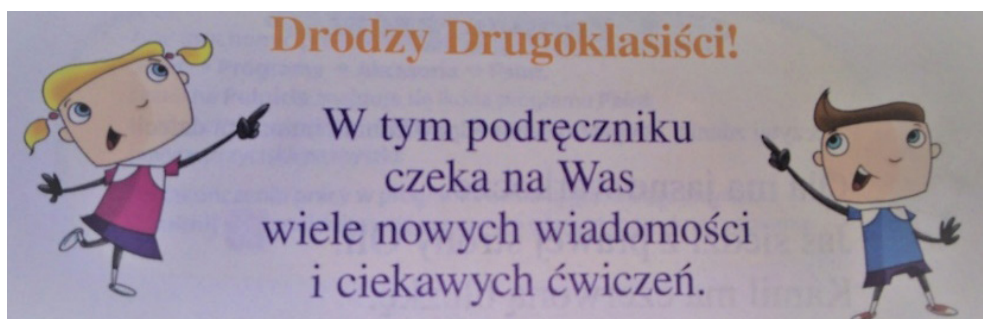 Drodzy Drugoklasiści!
W tym podręczniku
czeka na Was
wiele nowych wiadomości
i ciekawych ćwiczeń.